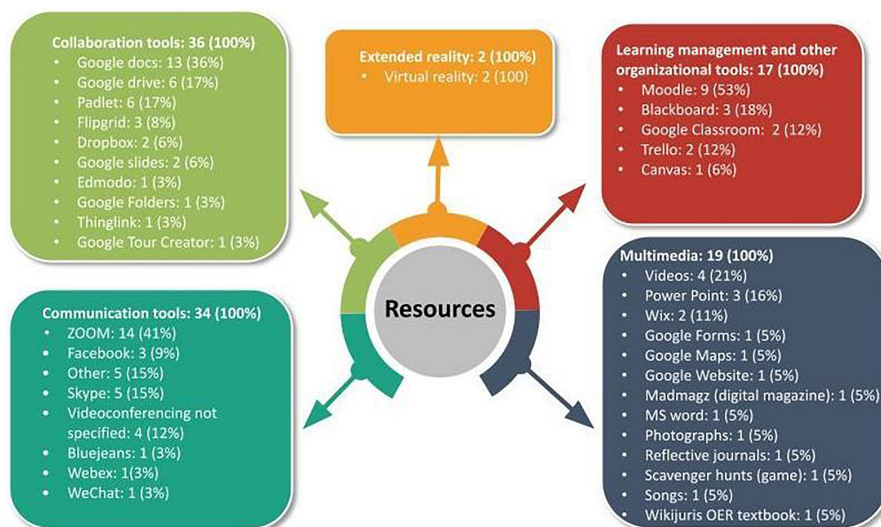 Collaboration tools: 36 (100%)
• Google docs: 13 (36%)
• Google drive: 6 (17%)
• Padlet: 6 (17%)
• Flipgrid: 3 (8%)
• Dropbox: 2 (6%)
• Google slides: 2 (6%)
• Edmodo: 1 (3%)
• Google Folders: 1 (3%)
• Thinglink: 1 (3%)
• Google Tour Creator: 1 (3%)
Extended reality: 2 (100%)
• Virtual reality: 2 (100)
Learning management and other
organizational tools: 17 (100%)
• Moodle: 9 (53%)
• Blackboard: 3 (18%)
• Google Classroom: 2 (12%)
• Trello: 2 (12%)
• Canvas: 1 (6%)
Resources
Communication tools: 34 (100%)
• ZOOM: 14 (41%)
• Facebook: 3 (9%)
• Other: 5 (15%)
• Skype: 5 (15%)
• Videoconferencing not
specified: 4 (12%)
• Bluejeans: 1 (3%)
• Webex: 1(3%)
• WeChat: 1 (3%)
Multimedia: 19 (100%)
• Videos: 4 (21%)
• Power Point: 3 (16%)
• Wix: 2 (11%)
• Google Forms: 1 (5%)
• Google Maps: 1 (5%)
• Google Website: 1 (5%)
• Madmagz (digital magazine): 1 (5%)
• MS word: 1 (5%)
• Photographs: 1 (5%)
• Reflective journals: 1 (5%)
• Scavenger hunts (game): 1 (5%)
• Songs: 1 (5%)
• Wikijuris OER textbook: 1 (5%)